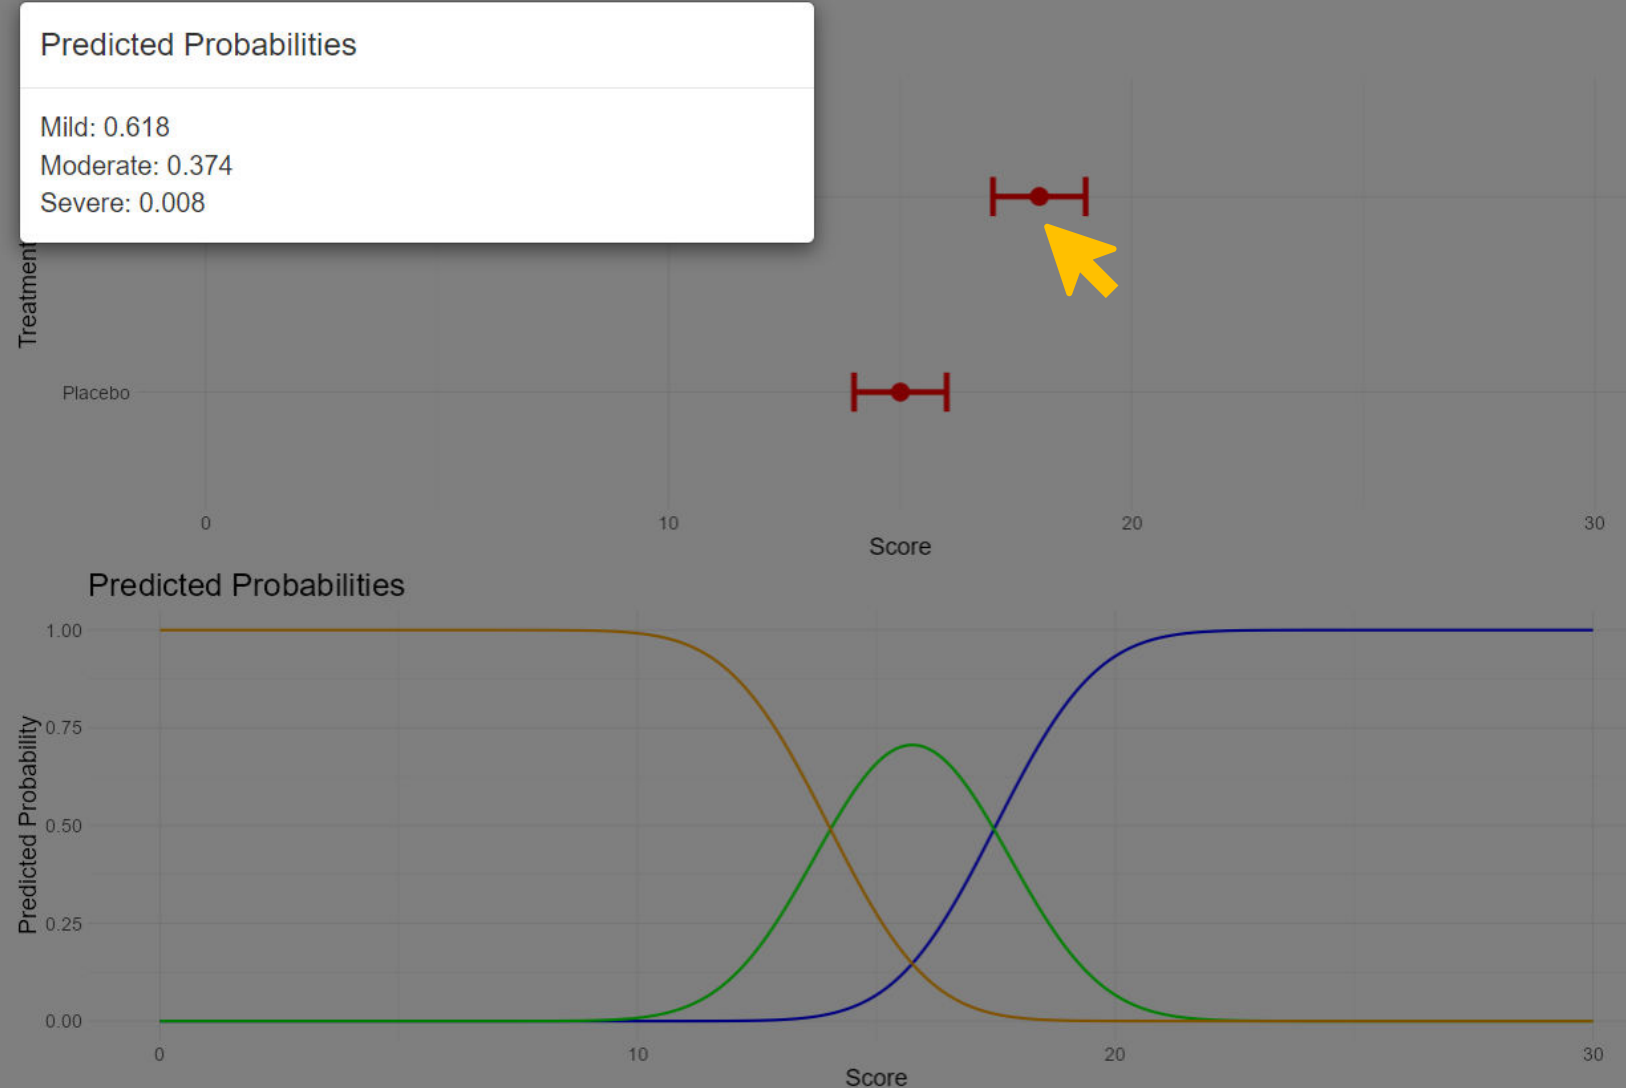 Predicted Probabilities
Mild: 0.618
Moderate: 0.374
Severe: 0.008
Treatment
Placebo
0 10 20 30
Score
Predicted Probabilities
Predicted Probability
1.00
0.75
0.50
0.25
0.00
0 10 20 30
Score